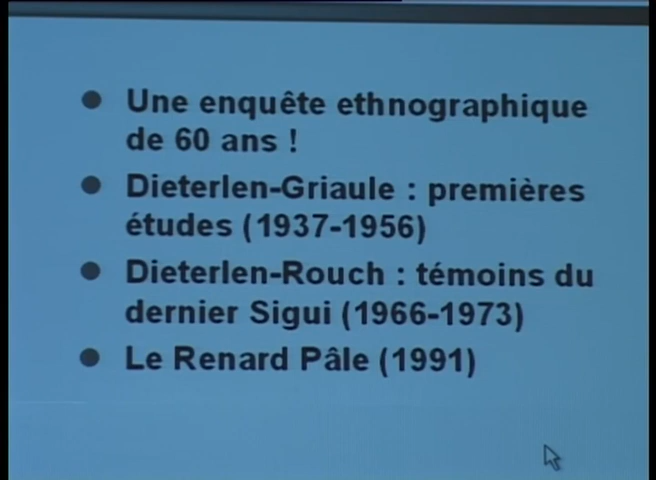 Une enquête ethnographique
de 60 ans !
Dieterlen-Griaule : premières
études (1937-1956)
Dieterlen-Rouch : témoins du
dernier Sigui (1966-1973)
Le Renard Pâle (1991)